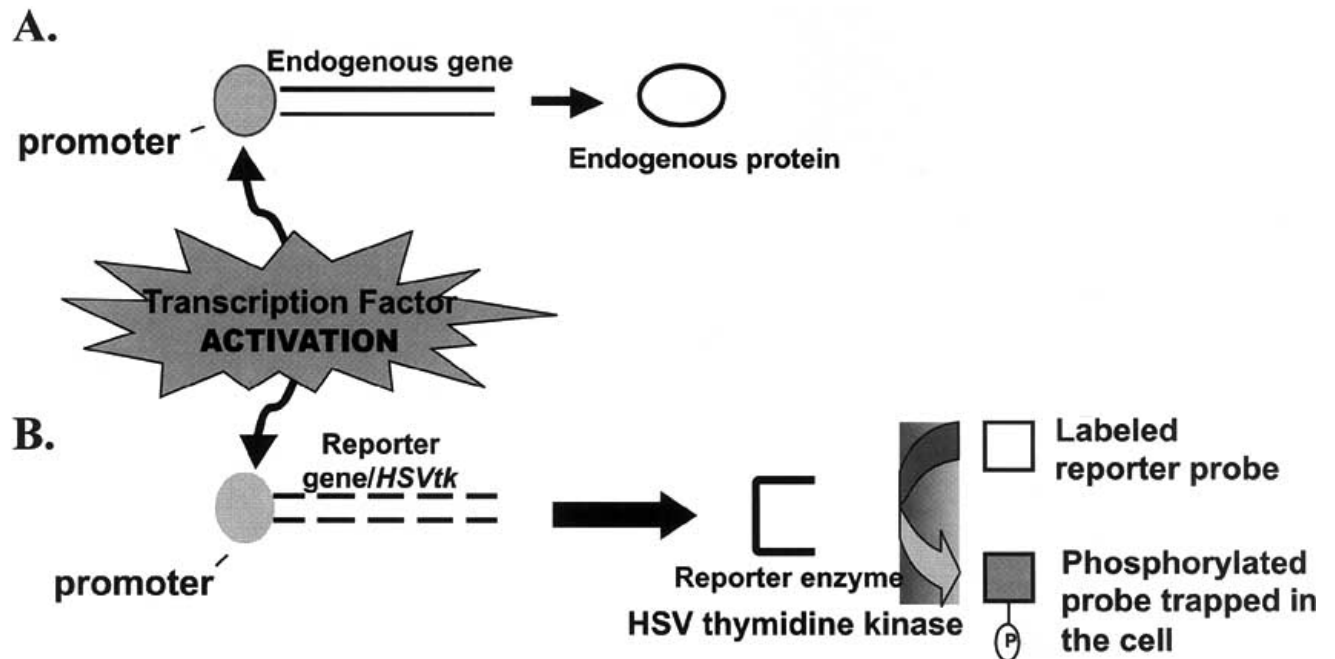 A.
Endogenous gene
promoter
Endogenous protein
Transcription Factor
ACTIVATION
B.
Reporter
gene/HSVtk
promoter
Reporter enzyme
HSV thymidine kinase
Labeled
reporter probe
Phosphorylated
probe trapped in
the cell
P